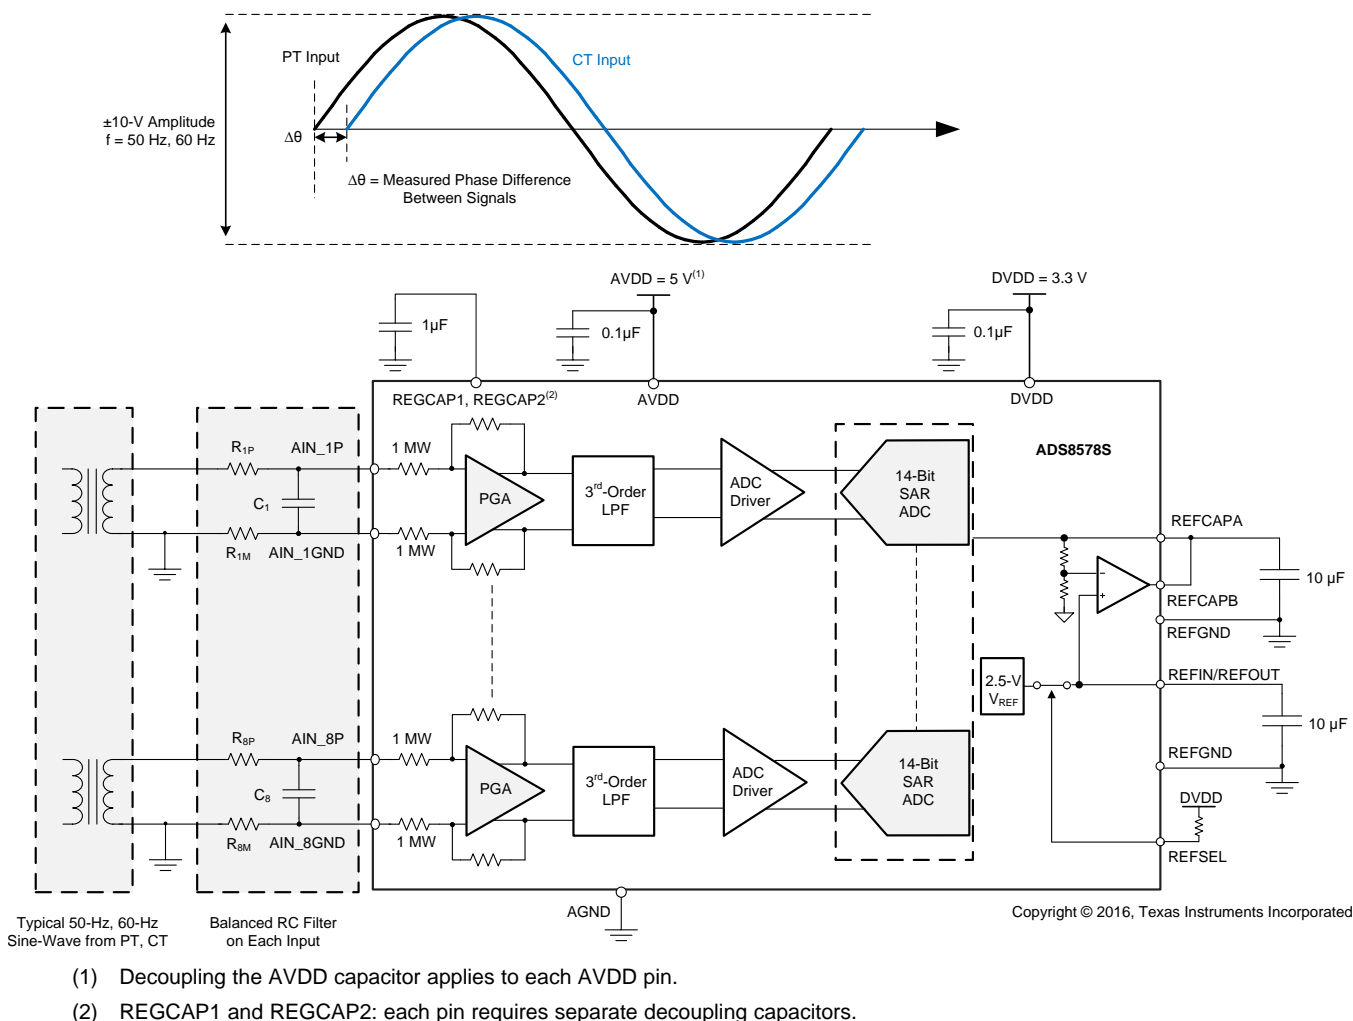 PT Input
CT Input
±10-V Amplitude
f = 50 Hz, 60 Hz
Δθ
Δθ = Measured Phase Difference
Between Signals
AVDD = 5 V(1)
DVDD = 3.3 V
1µF
0.1µF
0.1µF
REGCAP1, REGCAP2(2)
AVDD
DVDD
R1P
AIN_1P
1 MW
ADS8578S
PGA
3rd-Order
LPF
ADC
Driver
14-Bit
SAR
ADC
C1
R1M
AIN_1GND
1 MW
REFCAPA
10 µF
REFCAPB
REFGND
2.5-V
VREF
REFIN/REFOUT
10 µF
REFGND
R8P
AIN_8P
1 MW
PGA
3rd-Order
LPF
ADC
Driver
14-Bit
SAR
ADC
C8
R8M
AIN_8GND
1 MW
DVDD
REFSEL
AGND
Typical 50-Hz, 60-Hz
Sine-Wave from PT, CT
Balanced RC Filter
on Each Input
Copyright © 2016, Texas Instruments Incorporated
(1) Decoupling the AVDD capacitor applies to each AVDD pin.
(2) REGCAP1 and REGCAP2: each pin requires separate decoupling capacitors.